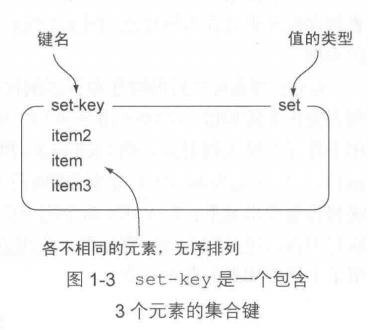 键名 值的类型
set-key set
item2
item
item3
各不相同的元素，无序排列
图 1-3 set-key 是一个包含
3 个元素的集合键